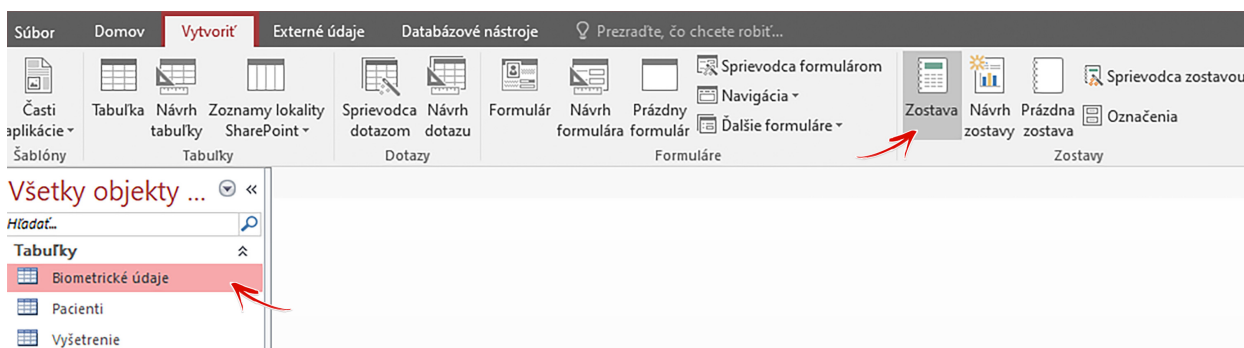 Súbor Domov Vytvoriť Externé údaje Databázové nástroje Prezraďte, čo chcete robiť...
Časti
aplikácie
Šablóny
Tabuľka
Návrh
tabuľky
Zoznamy lokality
SharePoint
Tabuľky
Sprievodca
dotazom
Návrh
dotazu
Dotazy
Formulár
Návrh
formulára
Prázdny
formulár
Sprievodca formulárom
Navigácia
Ďalšie formuláre
Formuláre
Zostava
Návrh
zostavy
Prázdna
zostava
Sprievodca zostavou
Označenia
Zostavy
Všetky objekty ...
Hľadať...
Tabuľky
Biometrické údaje
Pacienti
Vyšetrenie